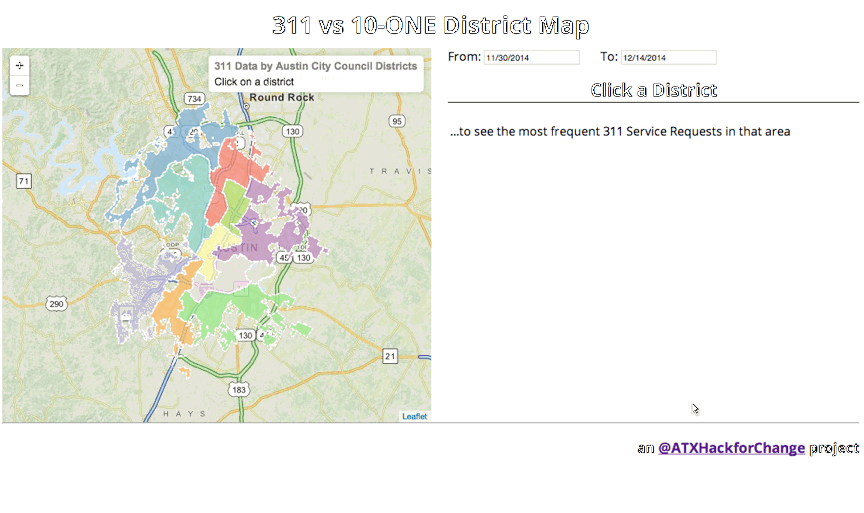 311 vs 10-ONE District Map
+
−
311 Data by Austin City Council Districts
Click on a district
From: 11/30/2014 To: 12/14/2014
Click a District
...to see the most frequent 311 Service Requests in that area
734
Round Rock
130
95
TRAVIS
71
AUSTIN
45
130
290
130
21
183
HAYS
Leaflet
an @ATXHackforChange project